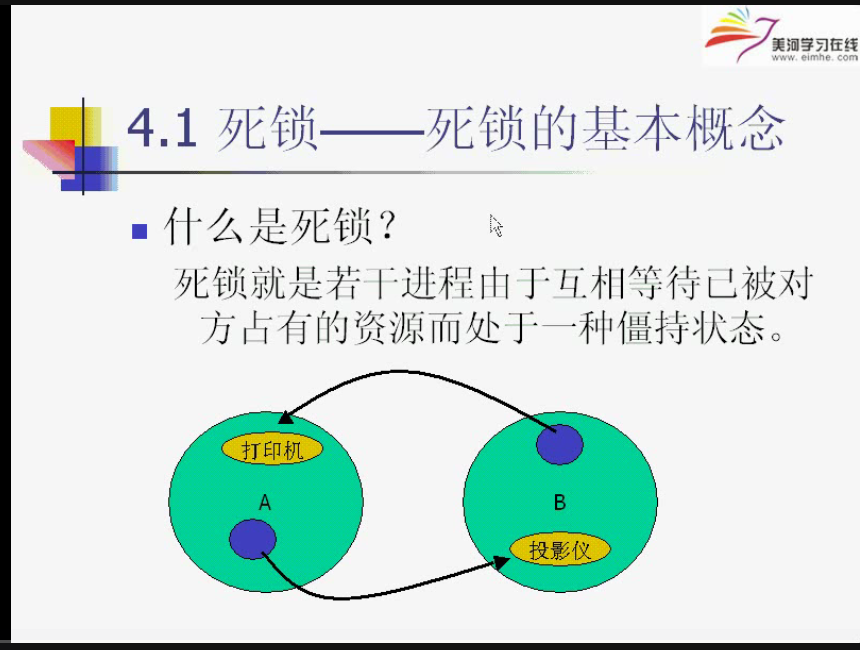 美河学习在线
www. eimhe. com
4.1 死锁——死锁的基本概念
什么是死锁？
死锁就是若干进程由于互相等待已被对
方占有的资源而处于一种僵持状态。
打印机
A
B
投影仪